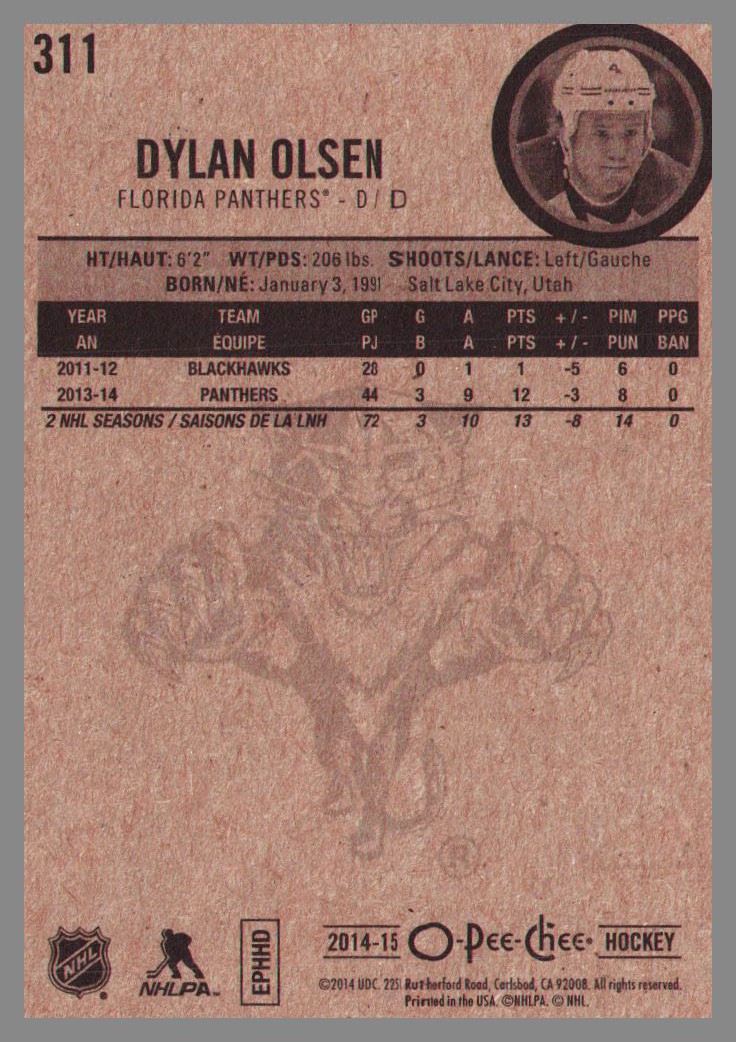 311
DYLAN OLSEN
FLORIDA PANTHERS® - D / D
HT/HAUT: 6'2" WT/PDS: 206 lbs. SHOOTS/LANCE: Left/Gauche
BORN/NÉ: January 3, 1991 Salt Lake City, Utah
YEAR TEAM GP G A PTS +/- PIM PPG
AN ÉQUIPE PJ B A PTS +/- PUN BAN
2011-12 BLACKHAWKS 28 0 1 1 -5 6 0
2013-14 PANTHERS 44 3 9 12 -3 8 0
2 NHL SEASONS / SAISONS DE LA LNH 72 3 10 13 -8 14 0
®
NHL ®
NHLPA™
EPHHD
2014-15 O-Pee-Chee® HOCKEY
©2014 UDC. 2251 Rutherford Road, Carlsbad, CA 92008. All rights reserved.
Printed in the USA. ©NHLPA. © NHL.